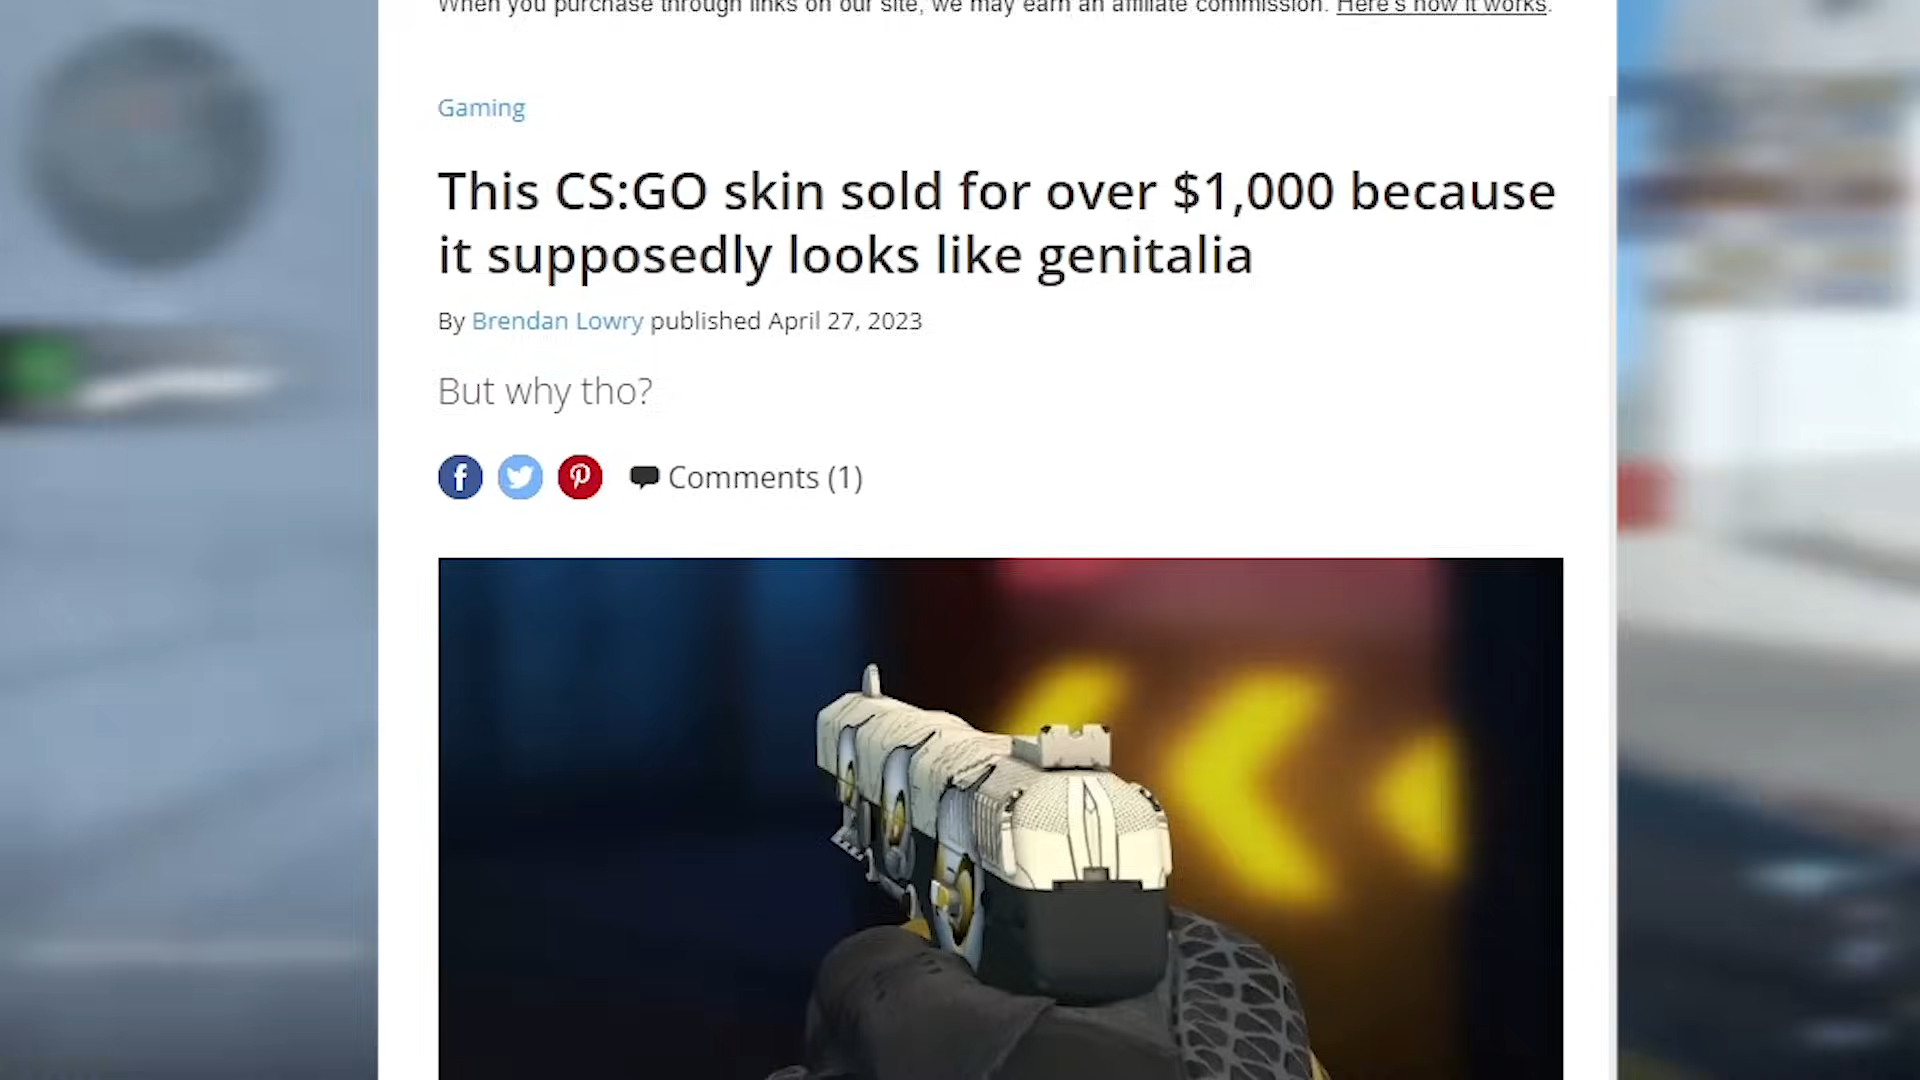 When you purchase through links on our site, we may earn an affiliate commission. Here's how it works.
Gaming
This CS:GO skin sold for over $1,000 because
it supposedly looks like genitalia
By Brendan Lowry published April 27, 2023
But why tho?
Comments (1)